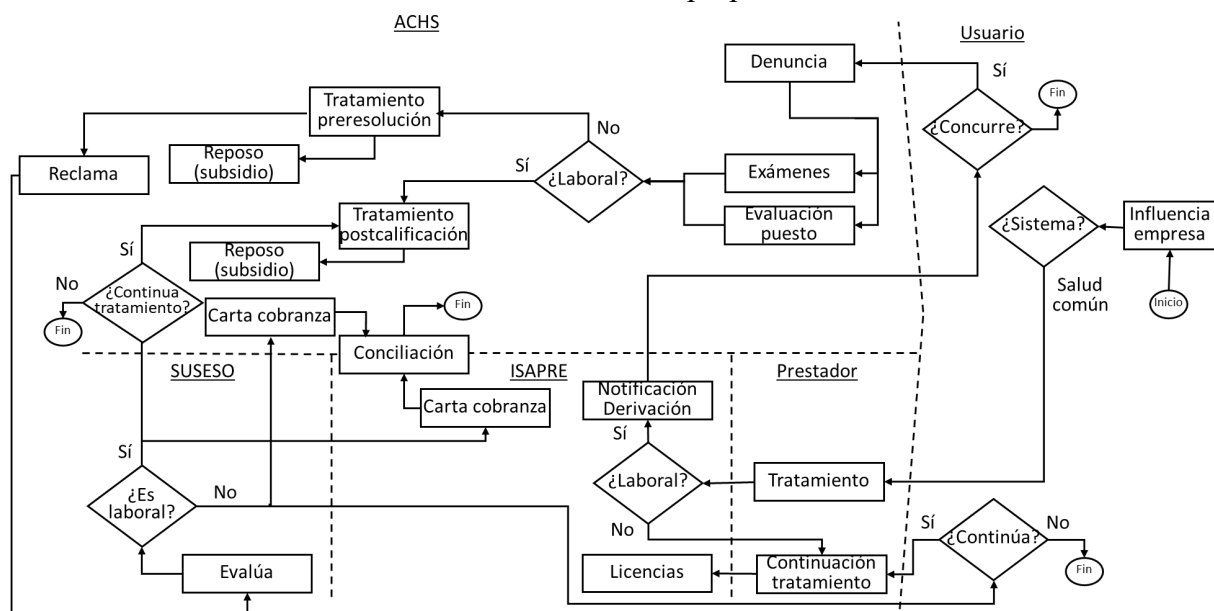 ACHS
Usuario
Denuncia
Sí
Fin
¿Concurre?
Tratamiento
preresolución
No
Reposo
(subsidio)
Reclama
Sí
¿Laboral?
Exámenes
Evaluación
puesto
¿Sistema?
Influencia
empresa
Salud
común
Inicio
Tratamiento
postcalificación
Sí
Reposo
(subsidio)
No
¿Continua
tratamiento?
Fin
Carta cobranza
Fin
Conciliación
SUSESO
ISAPRE
Prestador
Notificación
Derivación
Carta cobranza
Sí
Sí
¿Laboral?
Tratamiento
¿Es
laboral?
No
No
Sí
¿Continúa?
No
Fin
Evalúa
Licencias
Continuación
tratamiento